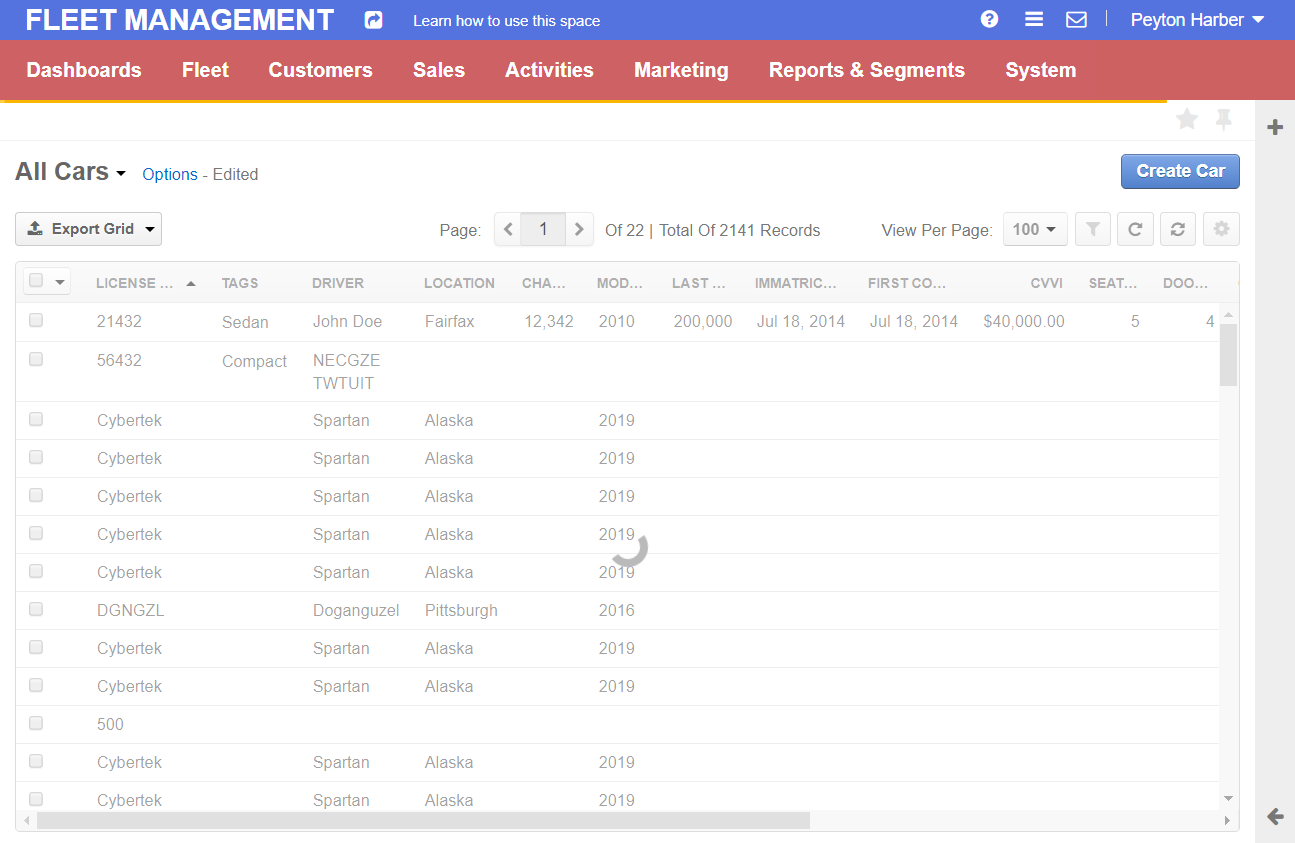 FLEET MANAGEMENT Learn how to use this space Peyton Harber
Dashboards Fleet Customers Sales Activities Marketing Reports & Segments System
All Cars Options - Edited Create Car
Export Grid Page: 1 Of 22 | Total Of 2141 Records View Per Page: 100
LICENSE ... TAGS DRIVER LOCATION CHA... MOD... LAST ... IMMATRIC... FIRST CO... CVVI SEAT... DOO...
21432 Sedan John Doe Fairfax 12,342 2010 200,000 Jul 18, 2014 Jul 18, 2014 $40,000.00 5 4
56432 Compact NECGZE
TWTUIT
Cybertek Spartan Alaska 2019
Cybertek Spartan Alaska 2019
Cybertek Spartan Alaska 2019
Cybertek Spartan Alaska 2019
Cybertek Spartan Alaska 2019
DGNGZL Doganguzel Pittsburgh 2016
Cybertek Spartan Alaska 2019
Cybertek Spartan Alaska 2019
500
Cybertek Spartan Alaska 2019
Cybertek Spartan Alaska 2019